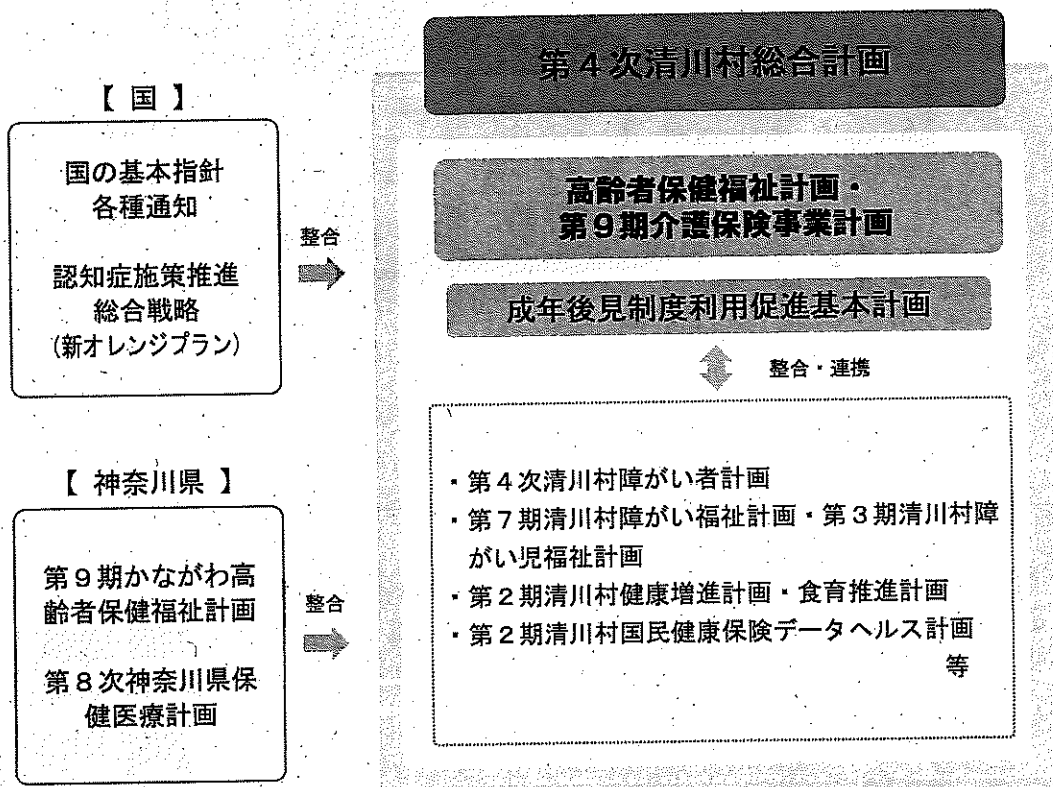 第４次清川村総合計画
【 国 】
国の基本指針
各種通知
認知症施策推進
総合戦略
(新オレンジプラン)
整合
高齢者保健福祉計画・
第９期介護保険事業計画
成年後見制度利用促進基本計画
整合・連携
【 神奈川県 】
第９期かながわ高
齢者保健福祉計画
第８次神奈川県保
健医療計画
整合
・第４次清川村障がい者計画
・第７期清川村障がい福祉計画・第３期清川村障
がい児福祉計画
・第２期清川村健康増進計画・食育推進計画
・第２期清川村国民健康保険データヘルス計画
等